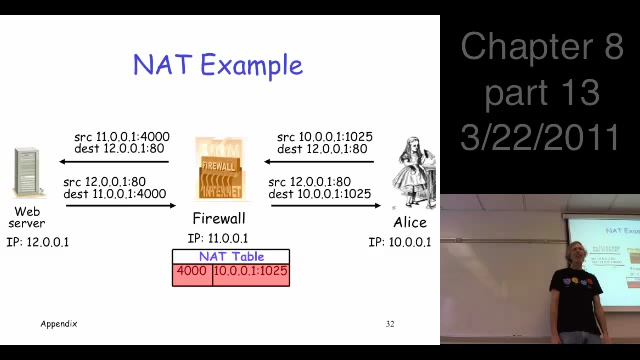 NAT Example
Chapter 8
part 13
3/22/2011
src 11.0.0.1:4000
dest 12.0.0.1:80
src 10.0.0.1:1025
dest 12.0.0.1:80
FIREWALL
INTERNET
src 12.0.0.1:80
dest 11.0.0.1:4000
src 12.0.0.1:80
dest 10.0.0.1:1025
Web
server
IP: 12.0.0.1
Firewall
IP: 11.0.0.1
Alice
IP: 10.0.0.1
NAT Table
4000 10.0.0.1:1025
Appendix
32
NAT Exam